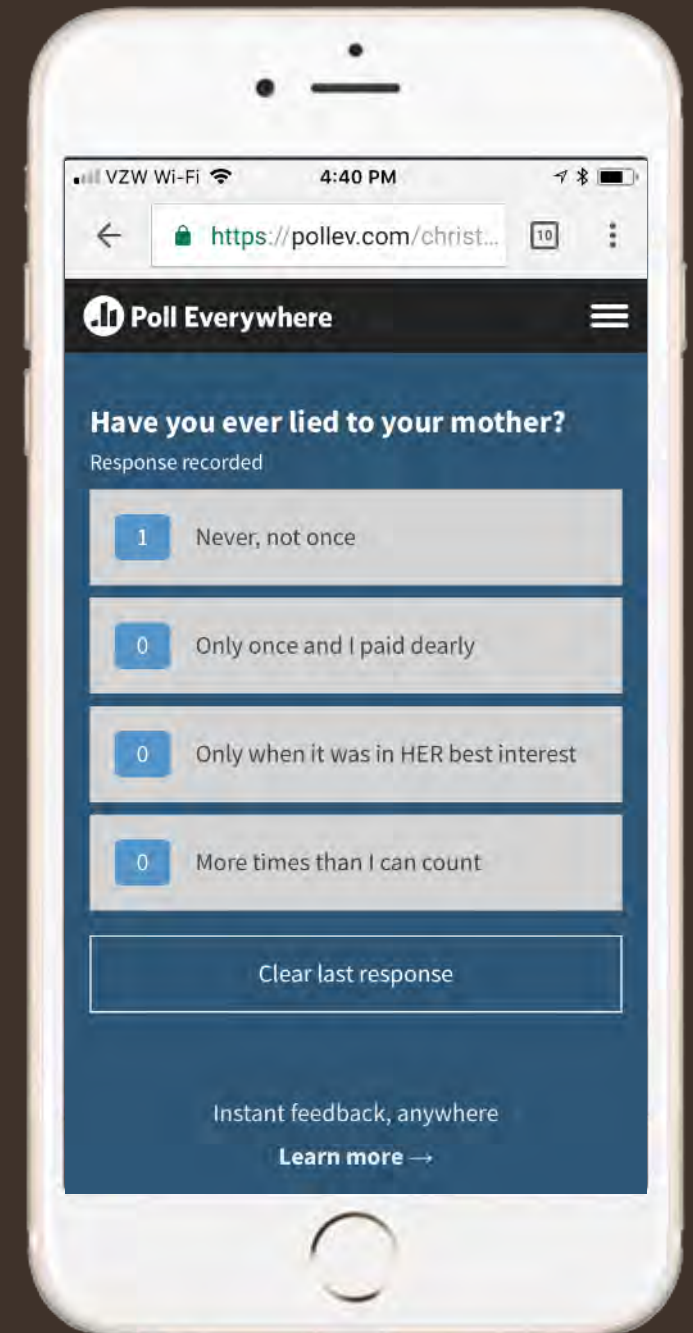 VZW Wi-Fi 4:40 PM
https://pollev.com/christ... 10
Poll Everywhere
Have you ever lied to your mother?
Response recorded
1 Never, not once
0 Only once and I paid dearly
0 Only when it was in HER best interest
0 More times than I can count
Clear last response
Instant feedback, anywhere
Learn more →